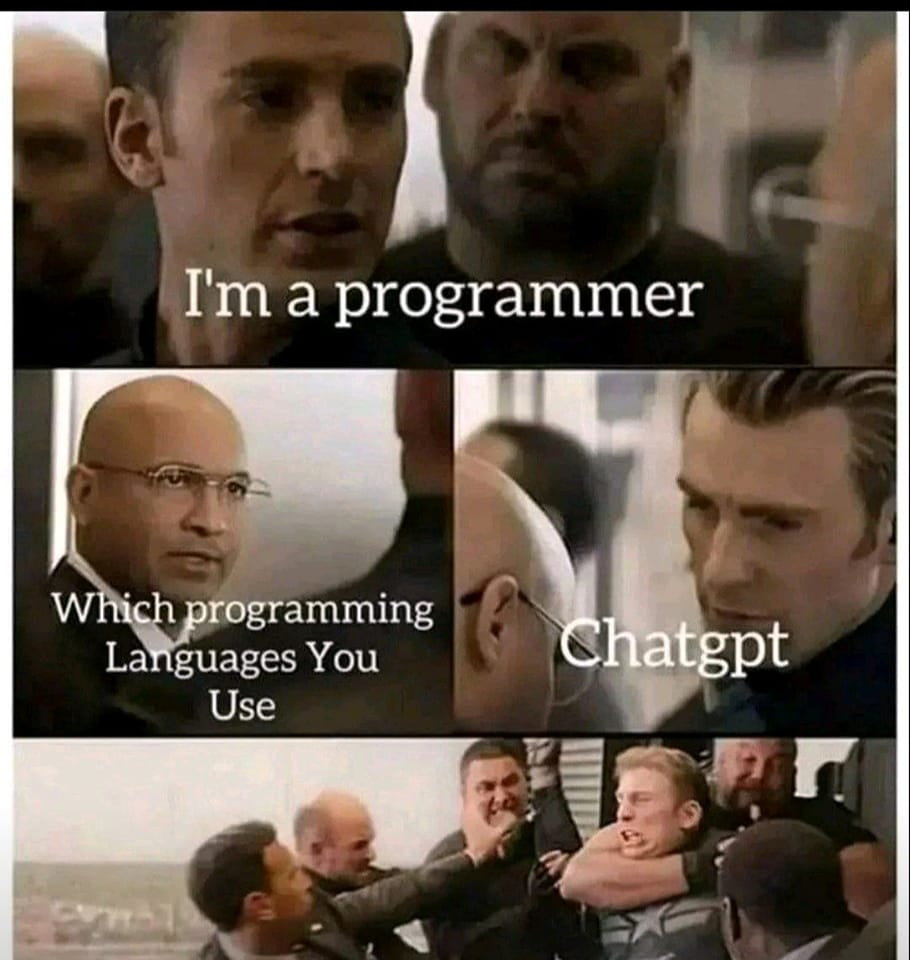 I'm a programmer
Which programming
Languages You
Use
Chatgpt